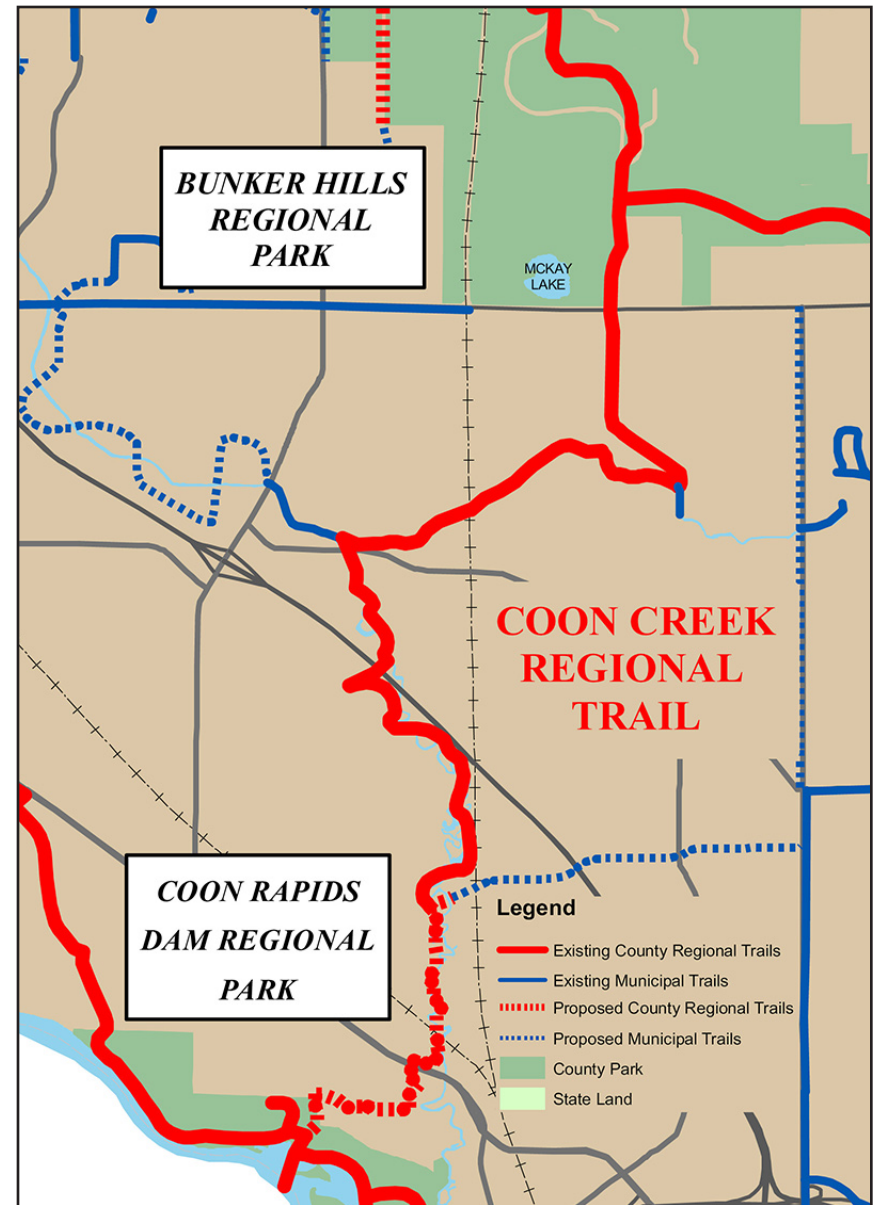 BUNKER HILLS
REGIONAL
PARK
MCKAY
LAKE
COON CREEK
REGIONAL
TRAIL
COON RAPIDS
DAM REGIONAL
PARK
Legend
Existing County Regional Trails
Existing Municipal Trails
Proposed County Regional Trails
Proposed Municipal Trails
County Park
State Land